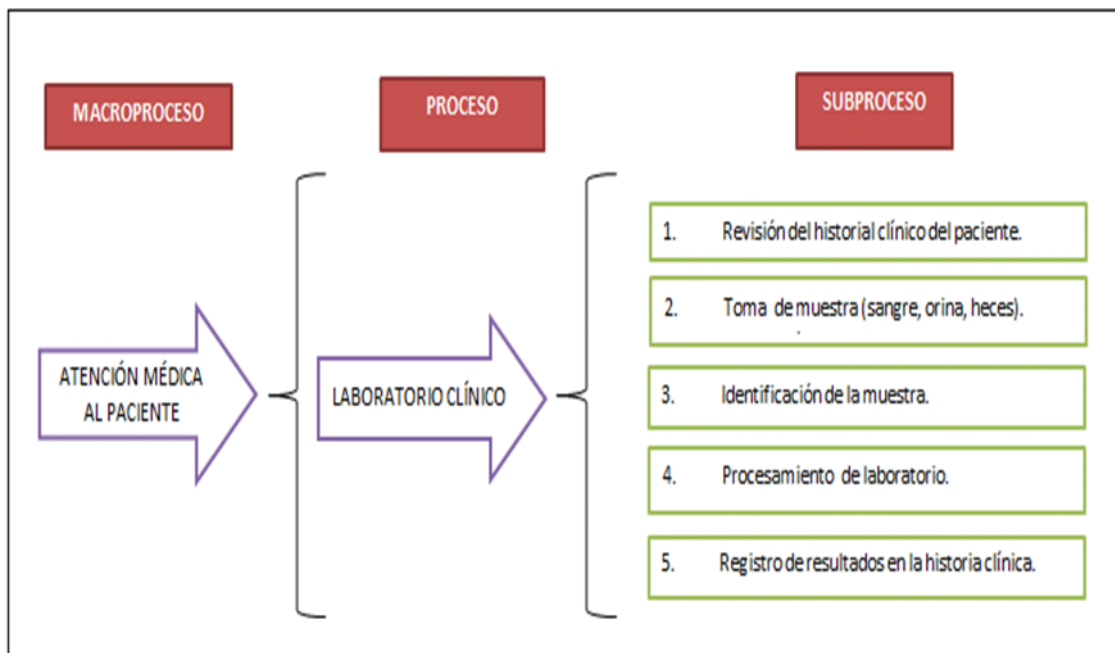 MACROPROCESO
PROCESO
SUBPROCESO
ATENCIÓN MÉDICA
AL PACIENTE
LABORATORIO CLÍNICO
1. Revisión del historial clínico del paciente.
2. Toma de muestra (sangre, orina, heces).
.
3. Identificación de la muestra.
4. Procesamiento de laboratorio.
5. Registro de resultados en la historia clínica.